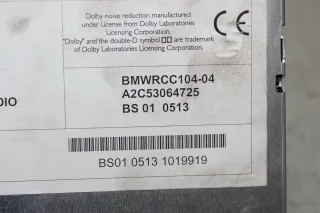 Dolby noise reduction manufactured
under License from Dolby Laboratories
Licensing Corporation.
"Dolby" and the double-D symbol are trademark
of Dolby Laboratories Licensing Corporation.
CE
BMWRCC104-04
A2C53064725
DIO
BS 01 0513
BS01 0513 1019919